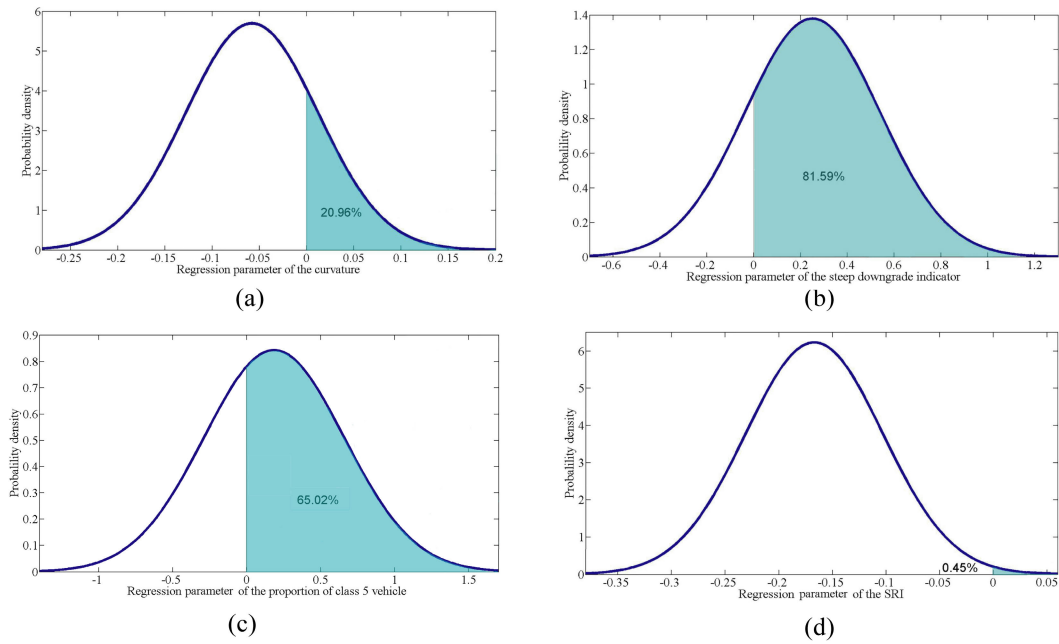 6
5
4
3
2
1
0
Probability density
20.96%
-0.25 -0.2 -0.15 -0.1 -0.05 0 0.05 0.1 0.15 0.2
Regression parameter of the curvature
(a)
1.4
1.2
1
0.8
0.6
0.4
0.2
0
Probalility density
81.59%
-0.6 -0.4 -0.2 0 0.2 0.4 0.6 0.8 1 1.2
Regression parameter of the steep downgrade indicator
(b)
0.9
0.8
0.7
0.6
0.5
0.4
0.3
0.2
0.1
0
Probalility density
65.02%
-1 -0.5 0 0.5 1 1.5
Regression parameter of the proportion of class 5 vehicle
(c)
6
5
4
3
2
1
0
Probalility density
0.45%
-0.35 -0.3 -0.25 -0.2 -0.15 -0.1 -0.05 0 0.05
Regression parameter of the SRI
(d)